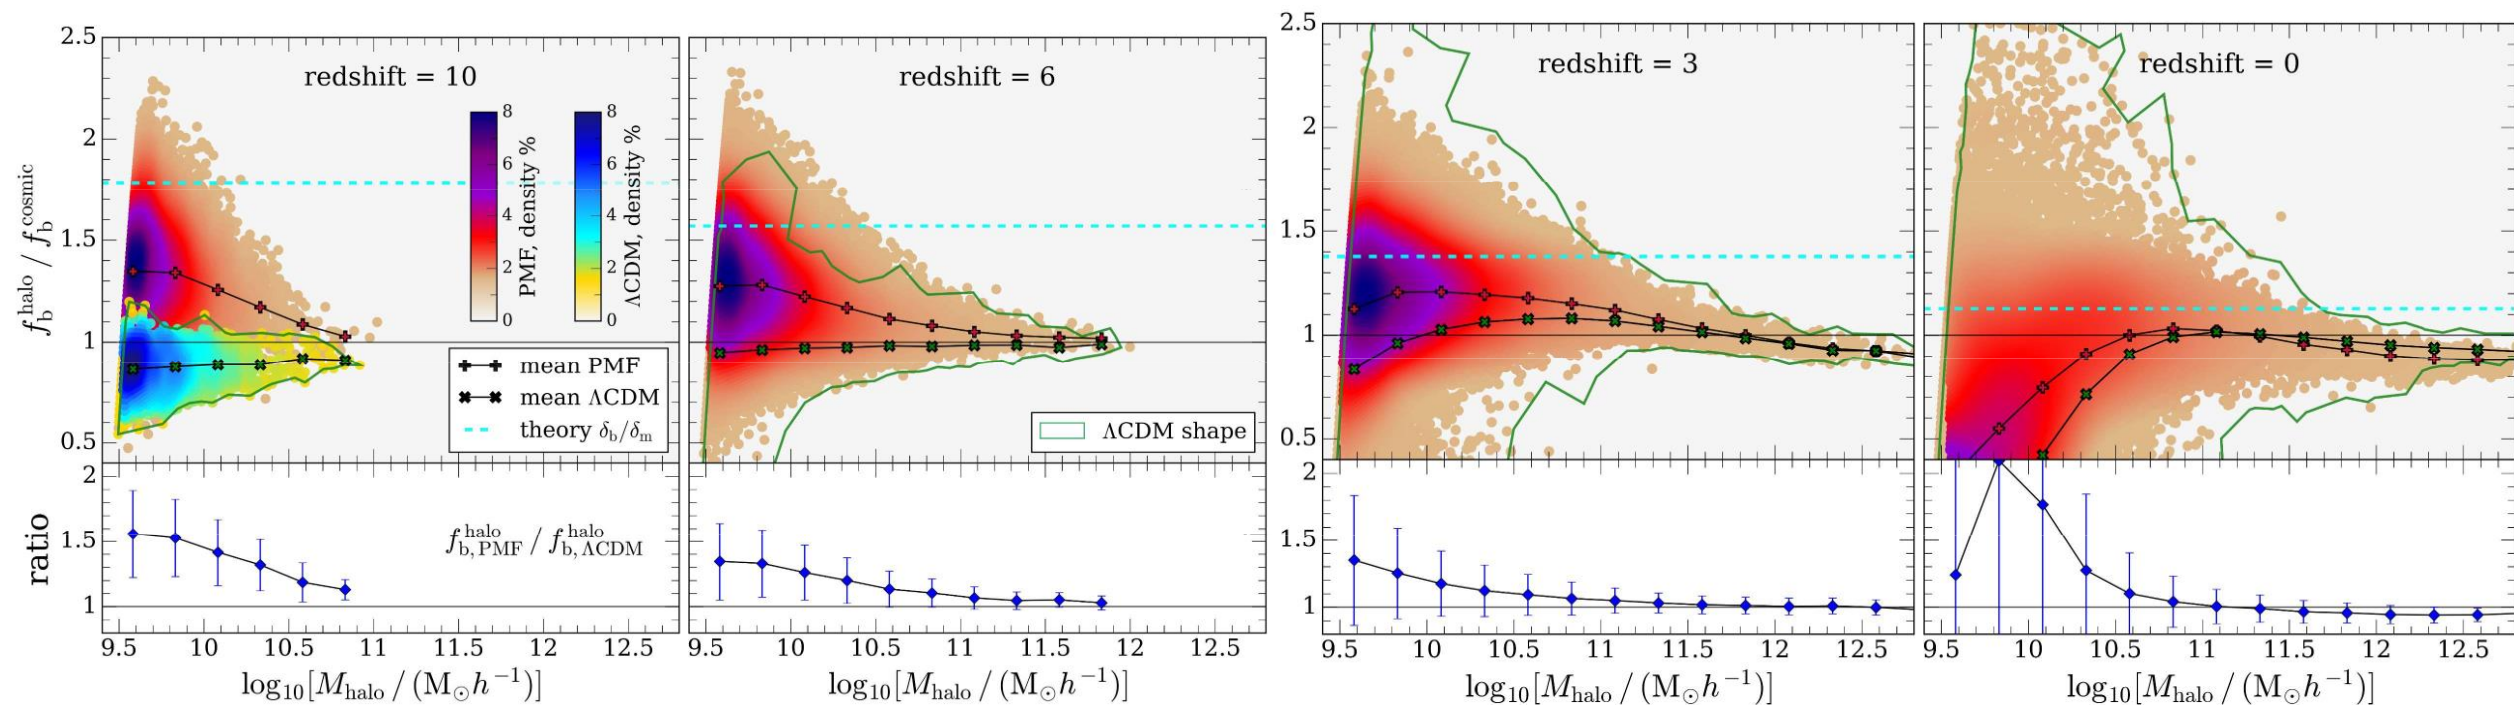 redshift = 10
redshift = 6
redshift = 3
redshift = 0
f_b^halo / f_b^cosmic
2.5
2
1.5
1
0.5
2.5
2
1.5
1
0.5
8
6
4
2
0
PMF, density %
8
6
4
2
0
ΛCDM, density %
mean PMF
mean ΛCDM
theory δ_b/δ_m
ΛCDM shape
ratio
2
1.5
1
f_b,PMF^halo / f_b,ΛCDM^halo
2
1.5
1
9.5 10 10.5 11 11.5 12 12.5
9.5 10 10.5 11 11.5 12 12.5
9.5 10 10.5 11 11.5 12 12.5
9.5 10 10.5 11 11.5 12 12.5
log₁₀[M_halo / (M_⊙h⁻¹)]
log₁₀[M_halo / (M_⊙h⁻¹)]
log₁₀[M_halo / (M_⊙h⁻¹)]
log₁₀[M_halo / (M_⊙h⁻¹)]